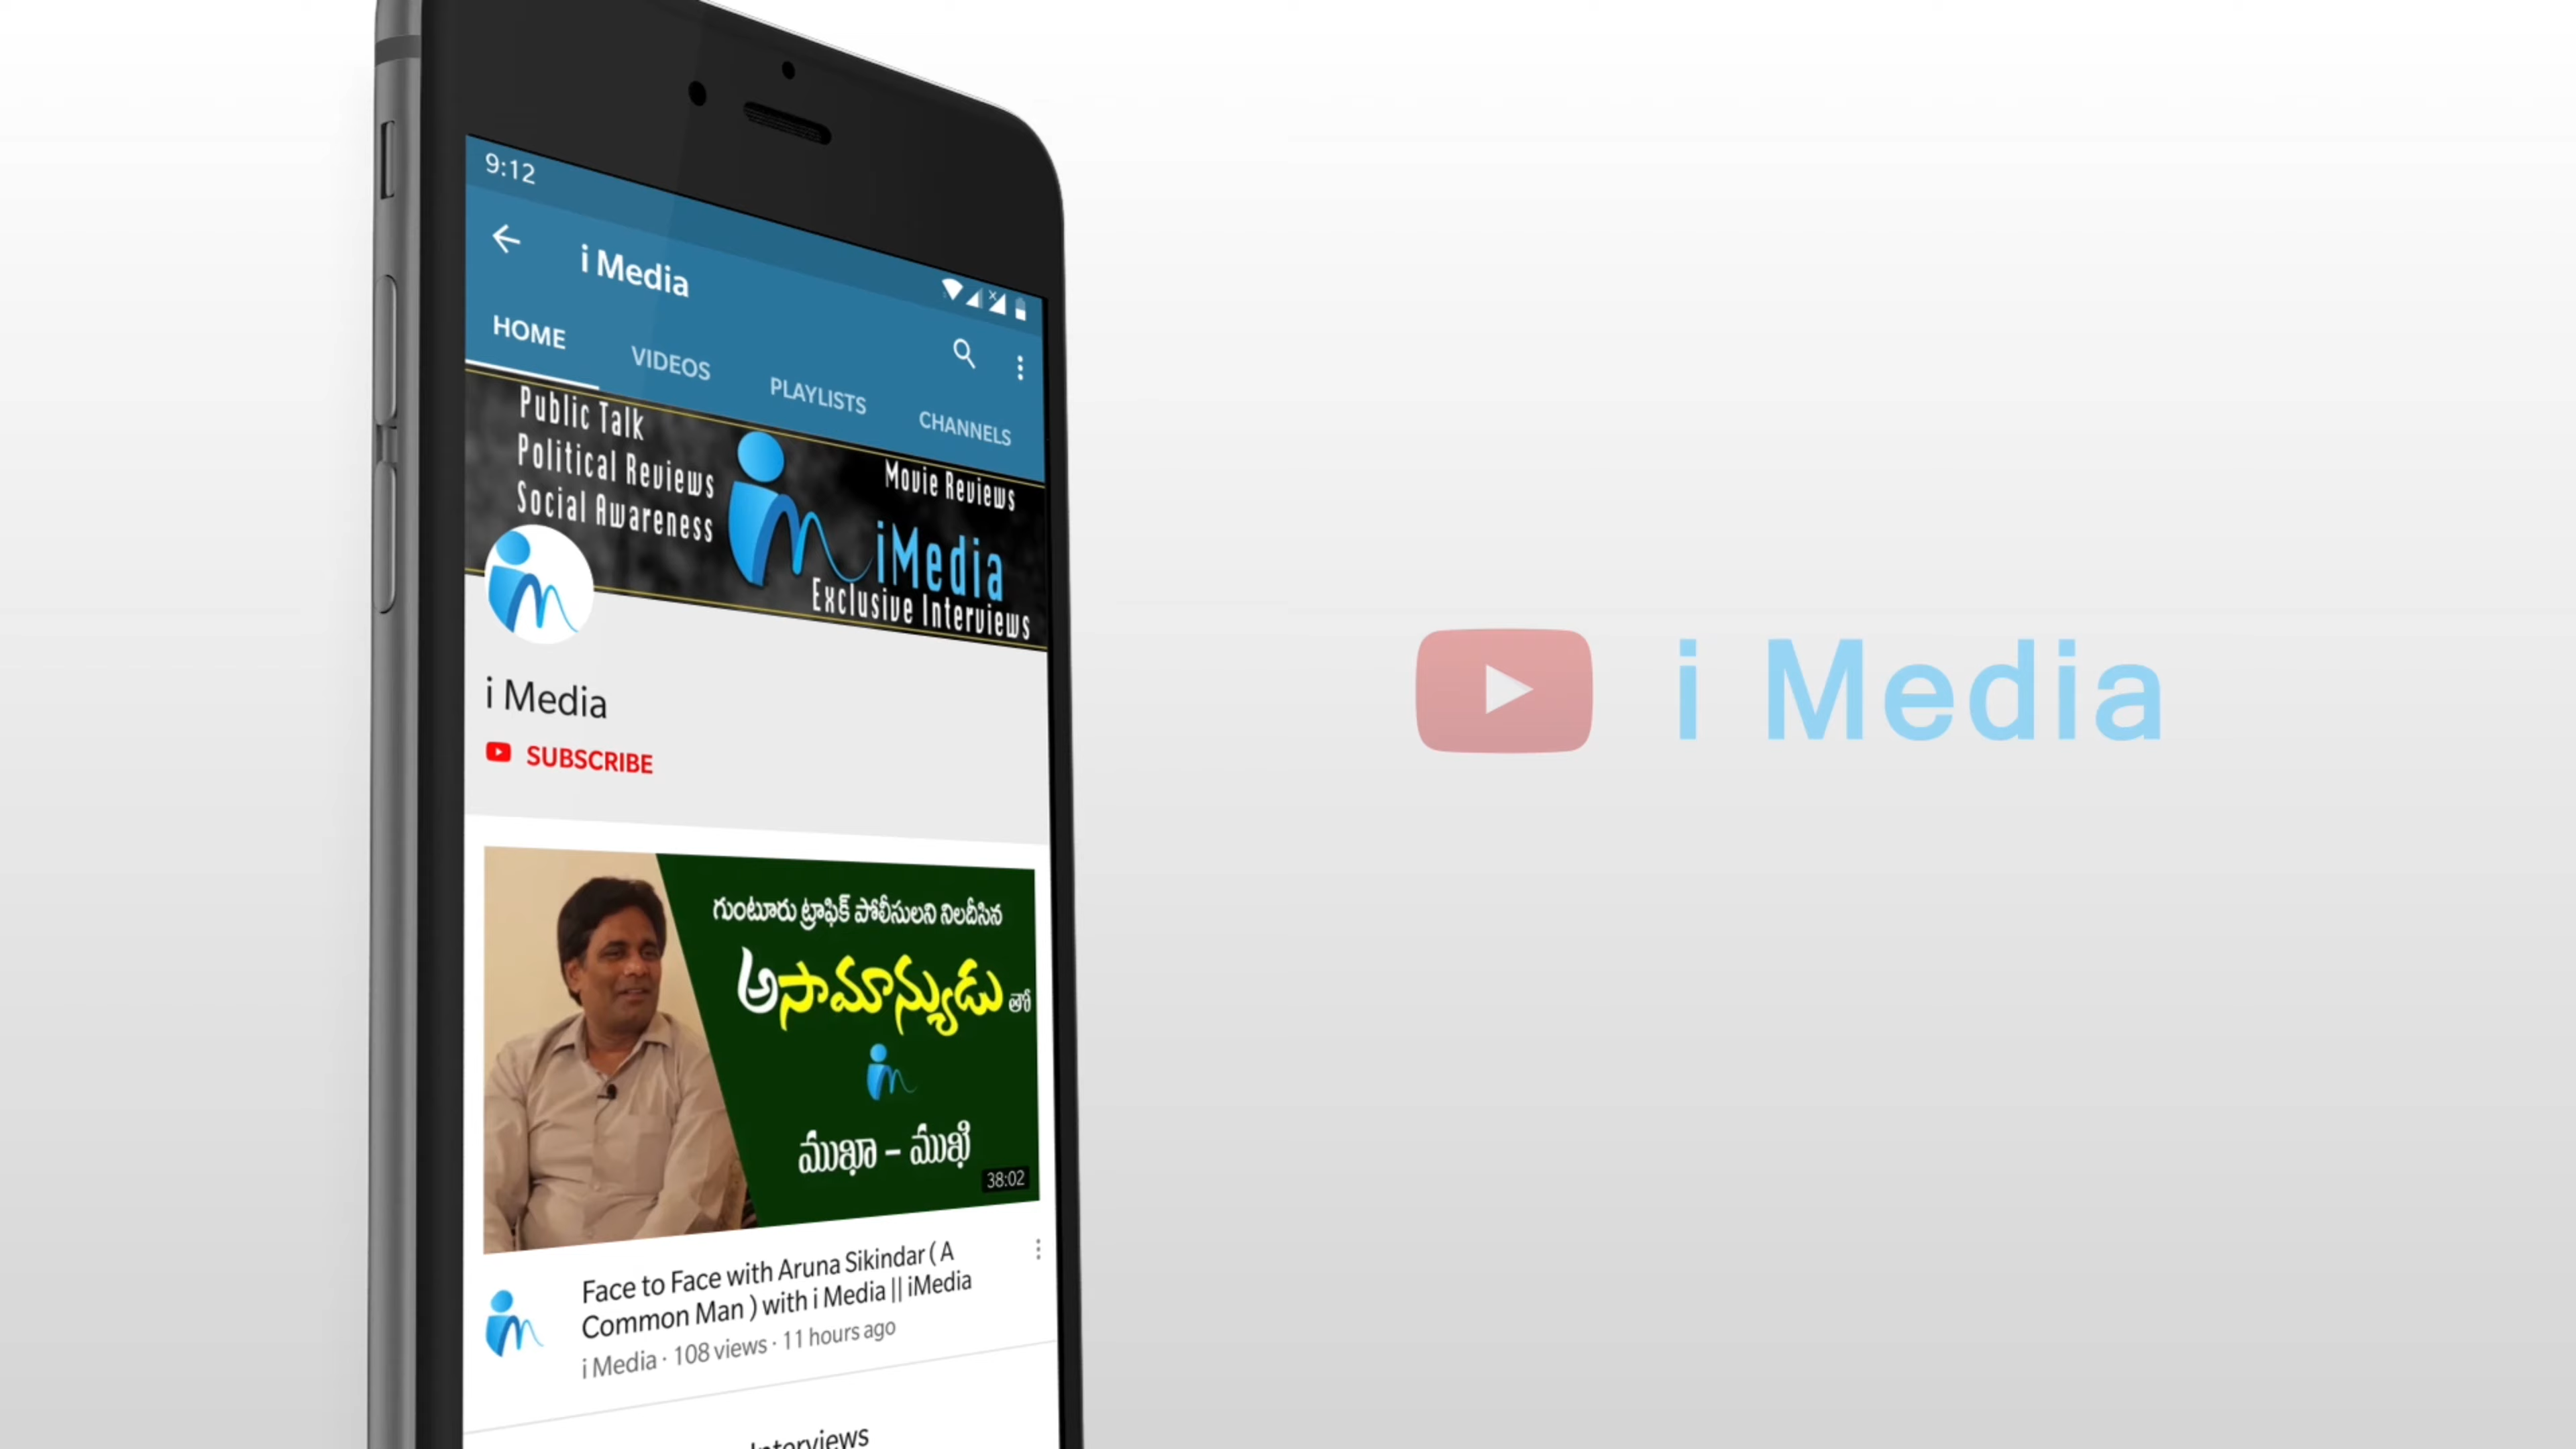 9:12
i Media
HOME
VIDEOS
PLAYLISTS
CHANNELS
Public Talk
Political Reviews
Social Awareness
Movie Reviews
iMedia
Exclusive Interviews
i Media
SUBSCRIBE
గుంటూరు ట్రాఫిక్ పోలీసులని నిలదీసిన
అసామాన్యుడు తో
ముఖా - ముఖి
38:02
Face to Face with Aruna Sikindar ( A
Common Man ) with i Media || iMedia
i Media · 108 views · 11 hours ago
Interviews
i Media